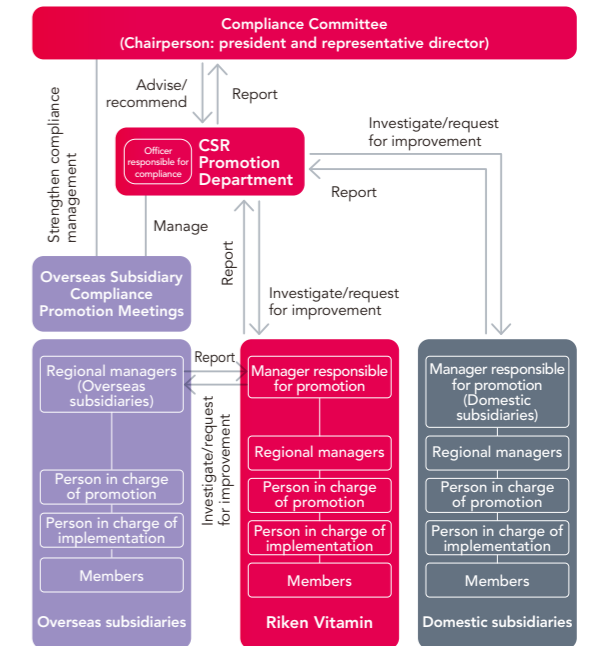 Compliance Committee
(Chairperson: president and representative director)
Advise/
recommend
Report
Investigate/request
for improvement
Officer
responsible for
compliance
CSR
Promotion
Department
Report
Strengthen compliance
management
Manage
Report
Investigate/request
for improvement
Overseas Subsidiary
Compliance
Promotion Meetings
Regional managers
(Overseas
subsidiaries)
Person in charge
of promotion
Person in charge of
implementation
Members
Overseas subsidiaries
Report
Investigate/request
for improvement
Manager responsible
for promotion
Regional managers
Person in charge
of promotion
Person in charge of
implementation
Members
Riken Vitamin
Manager responsible
for promotion
(Domestic
subsidiaries)
Regional managers
Person in charge
of promotion
Person in charge of
implementation
Members
Domestic subsidiaries